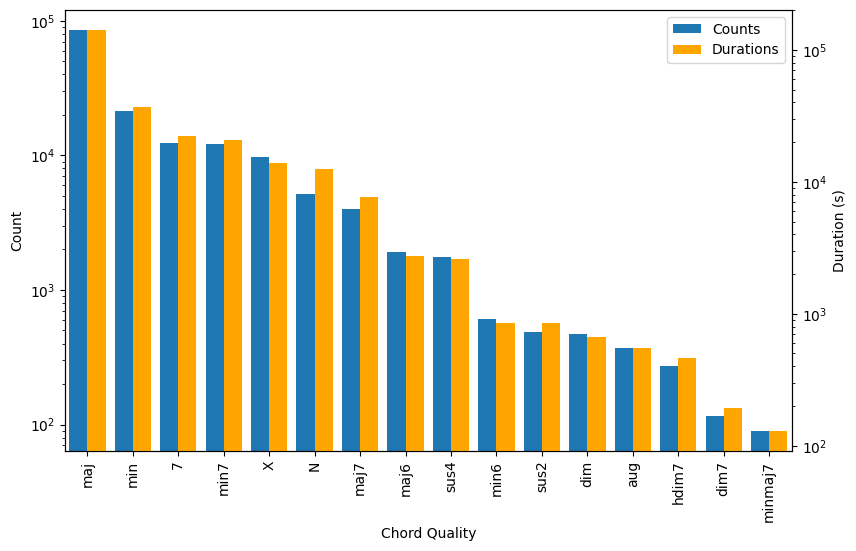 Counts
Durations
10^5
10^4
10^3
10^2
Count
10^5
10^4
10^3
10^2
Duration (s)
maj
min
7
min7
X
N
maj7
maj6
sus4
min6
sus2
dim
aug
hdim7
dim7
minmaj7
Chord Quality